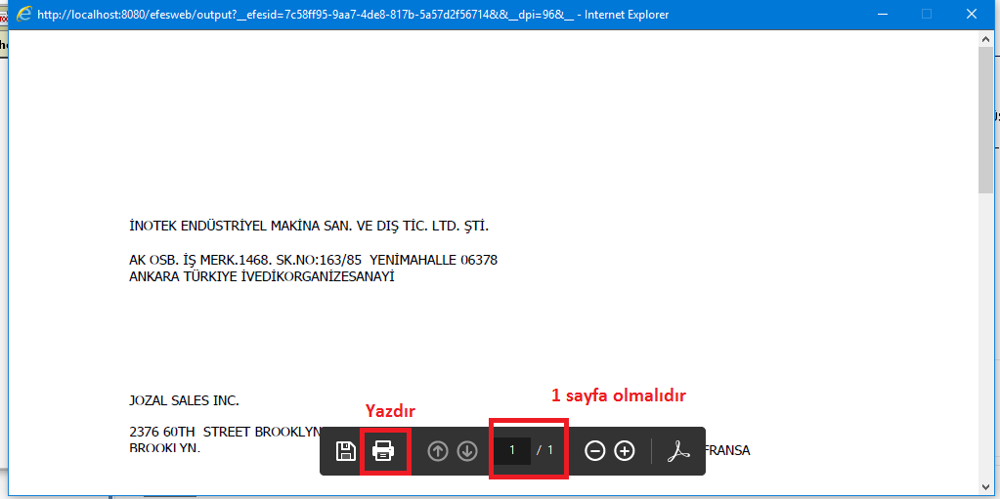 http://localhost:8080/efesweb/output?__efesid=7c58ff95-9aa7-4de8-817b-5a57d2f56714&t&__dpi=96&__ - Internet Explorer
İNOTEK ENDÜSTRİYEL MAKİNA SAN. VE DIŞ TİC. LTD. ŞTİ.
AK OSB. İŞ MERK.1468. SK.NO:163/85 YENİMAHALLE 06378
ANKARA TÜRKIYE İVEDİKORGANİZESANAYİ
JOZAL SALES INC.
1 sayfa olmalıdır
Yazdır
2376 60TH STREET BROOKLYN
BROOKLYN.
1 / 1
FRANSA